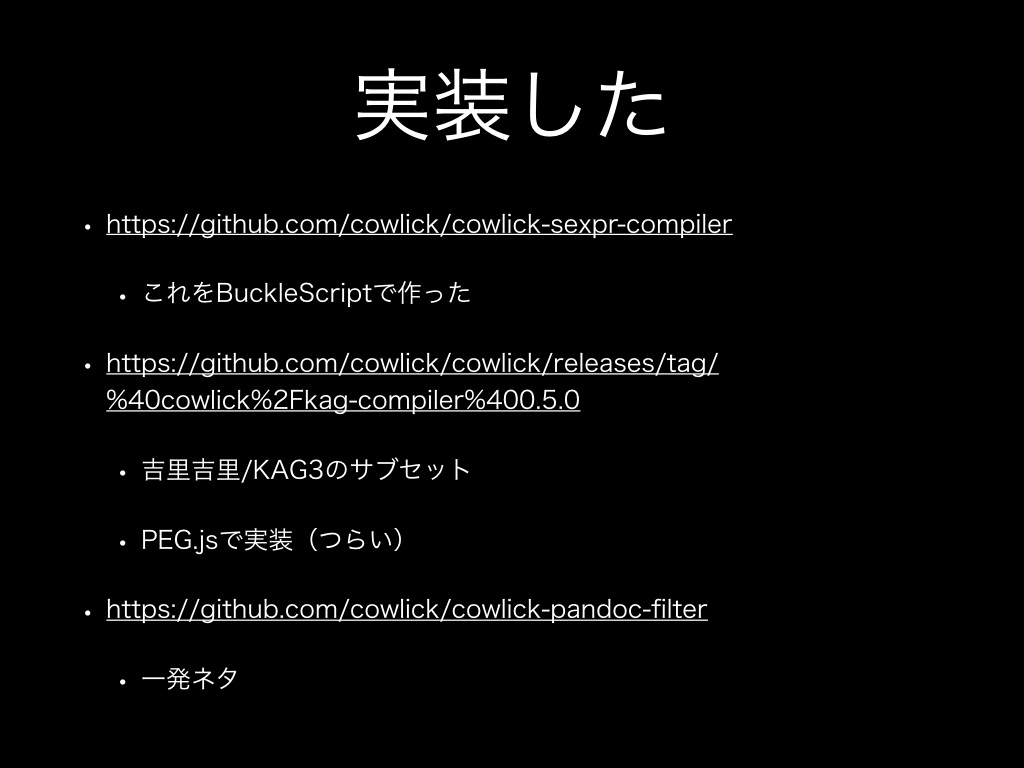 実装した
• https://github.com/cowlick/cowlick-sexpr-compiler
• これをBuckleScriptで作った
• https://github.com/cowlick/cowlick/releases/tag/
%40cowlick%2Fkag-compiler%400.5.0
• 吉里吉里/KAG3のサブセット
• PEG.jsで実装（つらい）
• https://github.com/cowlick/cowlick-pandoc-filter
• 一発ネタ